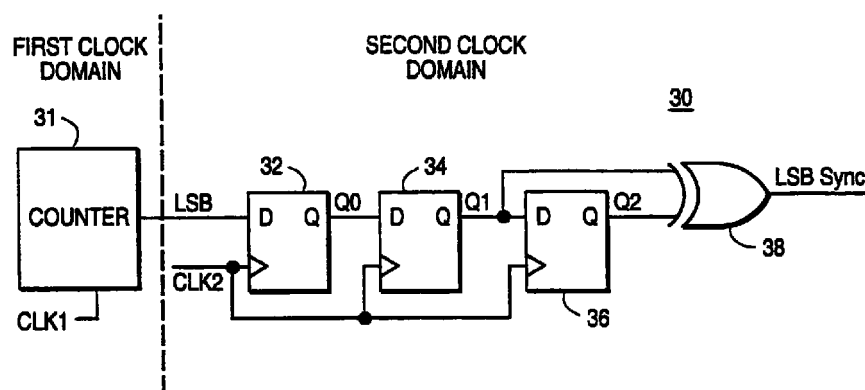 FIRST CLOCK
DOMAIN
SECOND CLOCK
DOMAIN
30
31
32
34
COUNTER
LSB
D Q
Q0
D Q
Q1
D Q
Q2
LSB Sync
38
CLK2
36
CLK1